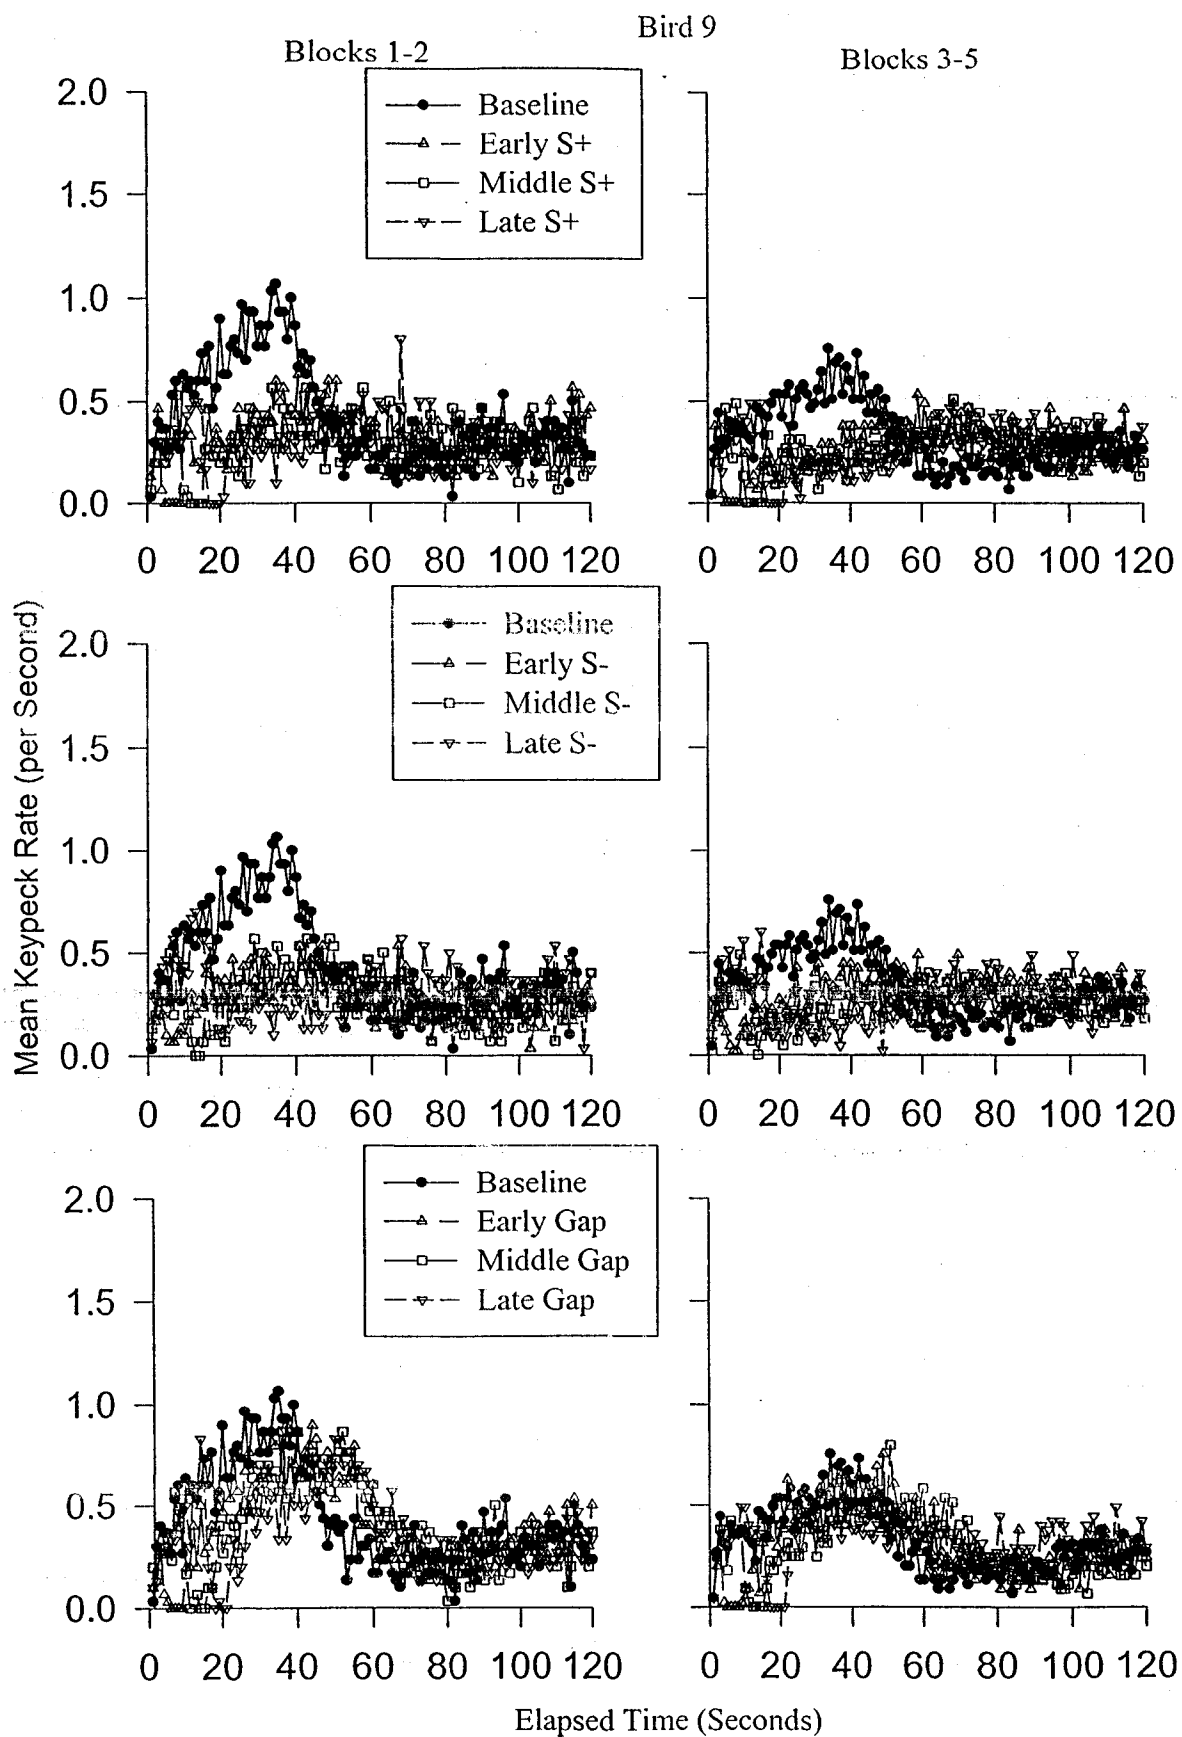 Bird 9
Blocks 1-2
Blocks 3-5
Baseline
Early S+
Middle S+
Late S+
2.0
1.5
1.0
0.5
0.0
0 20 40 60 80 100 120
0 20 40 60 80 100 120
Mean Keypeck Rate (per Second)
Baseline
Early S-
Middle S-
Late S-
2.0
1.5
1.0
0.5
0.0
0 20 40 60 80 100 120
0 20 40 60 80 100 120
Baseline
Early Gap
Middle Gap
Late Gap
2.0
1.5
1.0
0.5
0.0
0 20 40 60 80 100 120
0 20 40 60 80 100 120
Elapsed Time (Seconds)